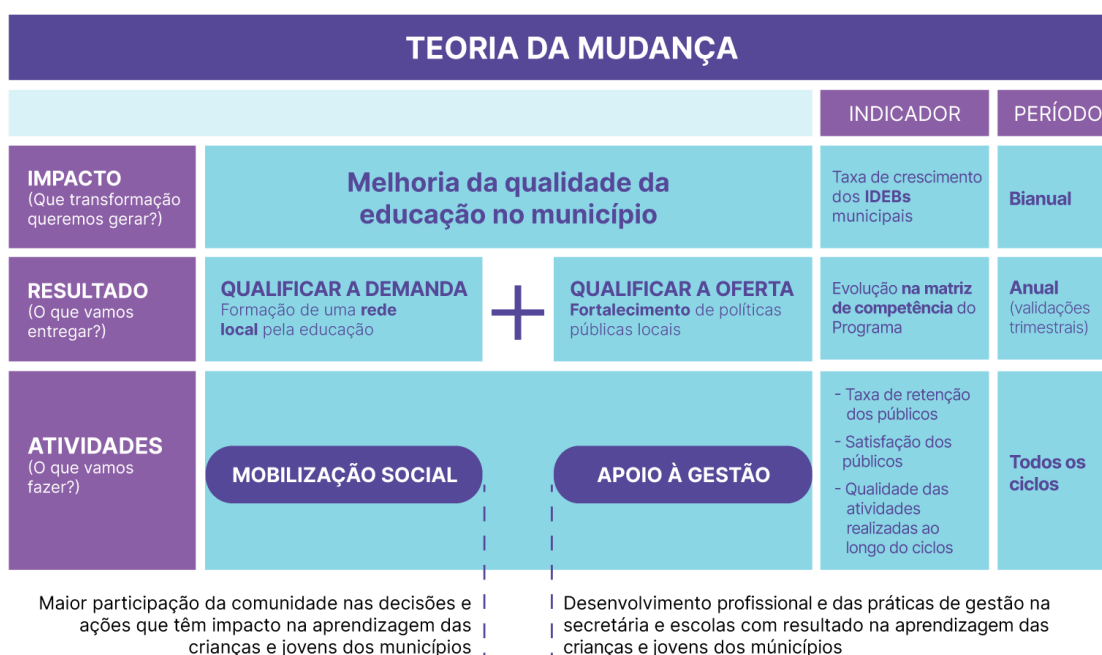 TEORIA DA MUDANÇA
INDICADOR
PERÍODO
IMPACTO
(Que transformação
queremos gerar?)
Melhoria da qualidade da
educação no município
Taxa de crescimento
dos IDEBs
municipais
Bianual
RESULTADO
(O que vamos
entregar?)
QUALIFICAR A DEMANDA
Formação de uma rede
local pela educação
+
QUALIFICAR A OFERTA
Fortalecimento de políticas
públicas locais
Evolução na matriz
de competência do
Programa
Anual
(validações
trimestrais)
ATIVIDADES
(O que vamos
fazer?)
MOBILIZAÇÃO SOCIAL
APOIO À GESTÃO
- Taxa de retenção
dos públicos
- Satisfação dos
públicos
- Qualidade das
atividades
realizadas ao
longo do ciclos
Todos os
ciclos
Maior participação da comunidade nas decisões e
ações que têm impacto na aprendizagem das
crianças e jovens dos municípios
Desenvolvimento profissional e das práticas de gestão na
secretária e escolas com resultado na aprendizagem das
crianças e jovens dos múnicípios